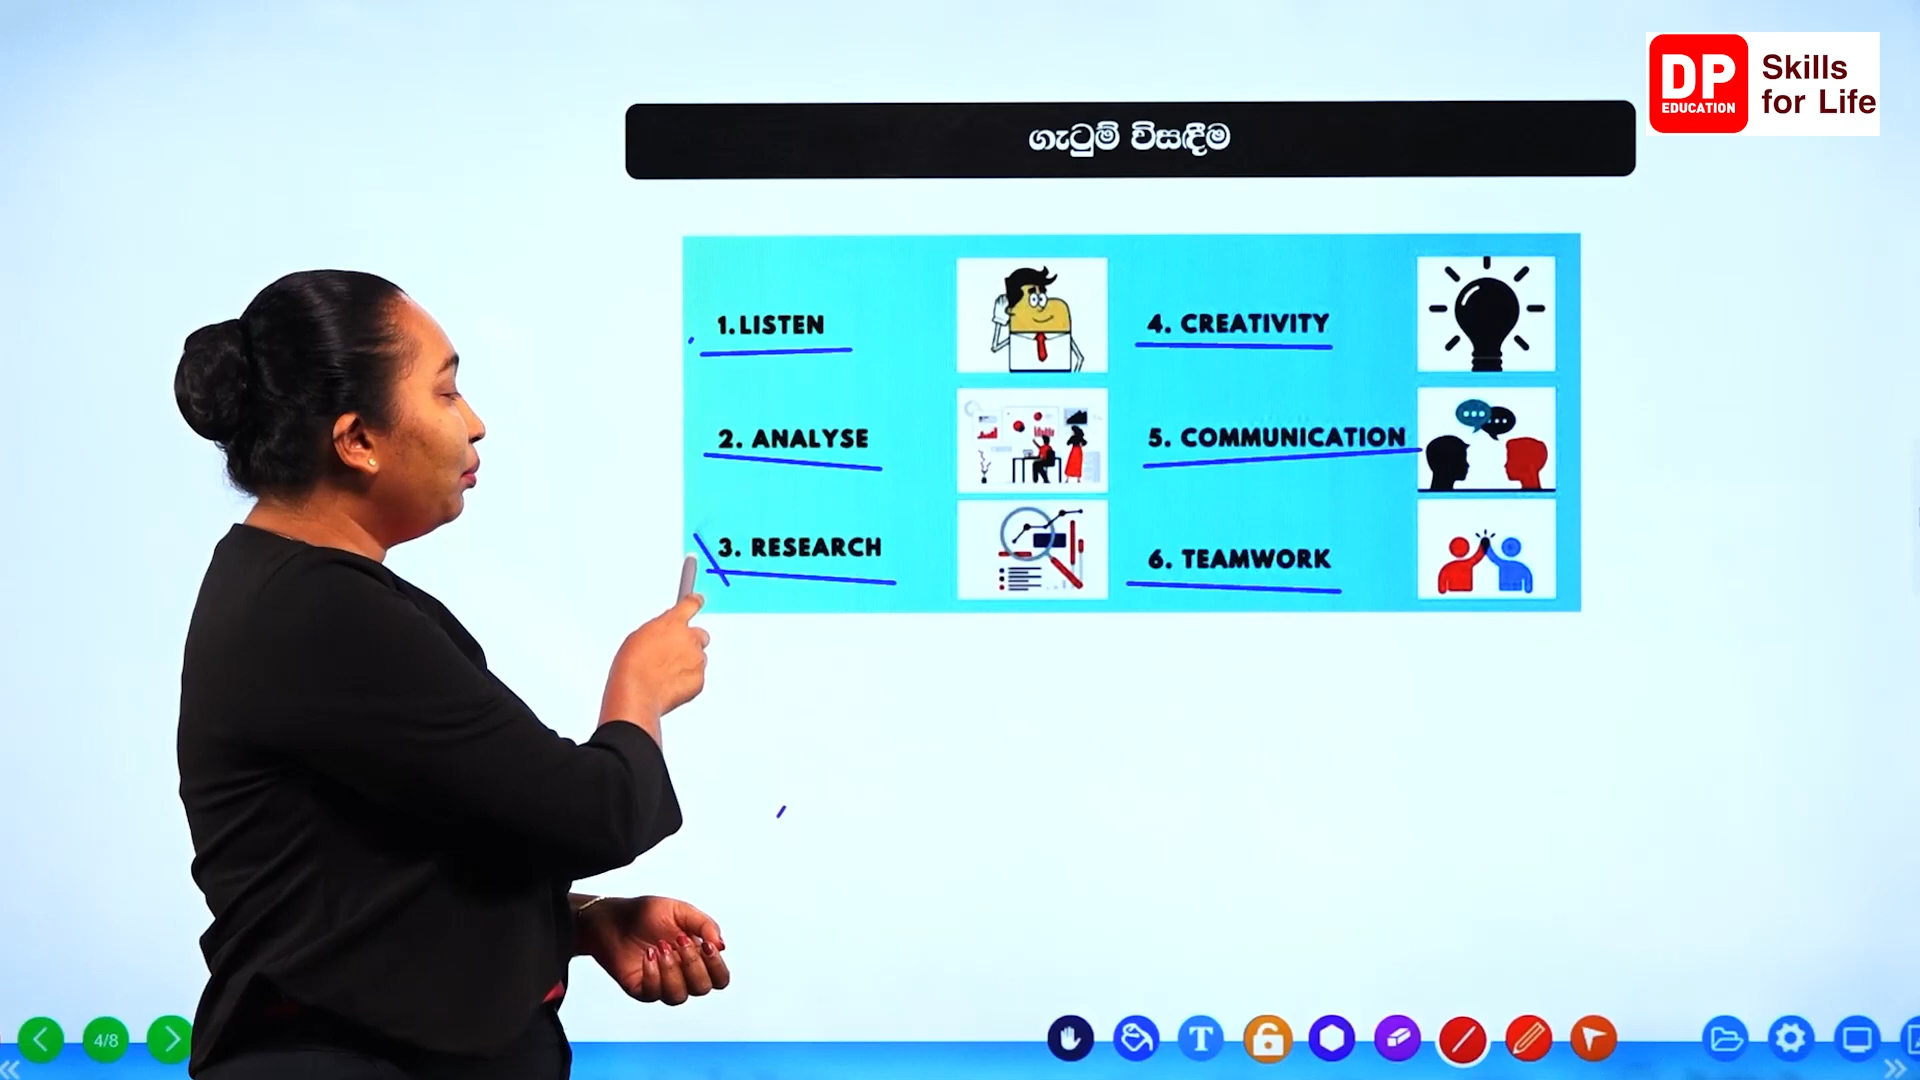 DP
EDUCATION
Skills
for Life
ගැටුම් විසඳීම
1. LISTEN
2. ANALYSE
3. RESEARCH
4. CREATIVITY
5. COMMUNICATION
6. TEAMWORK
4/8
T